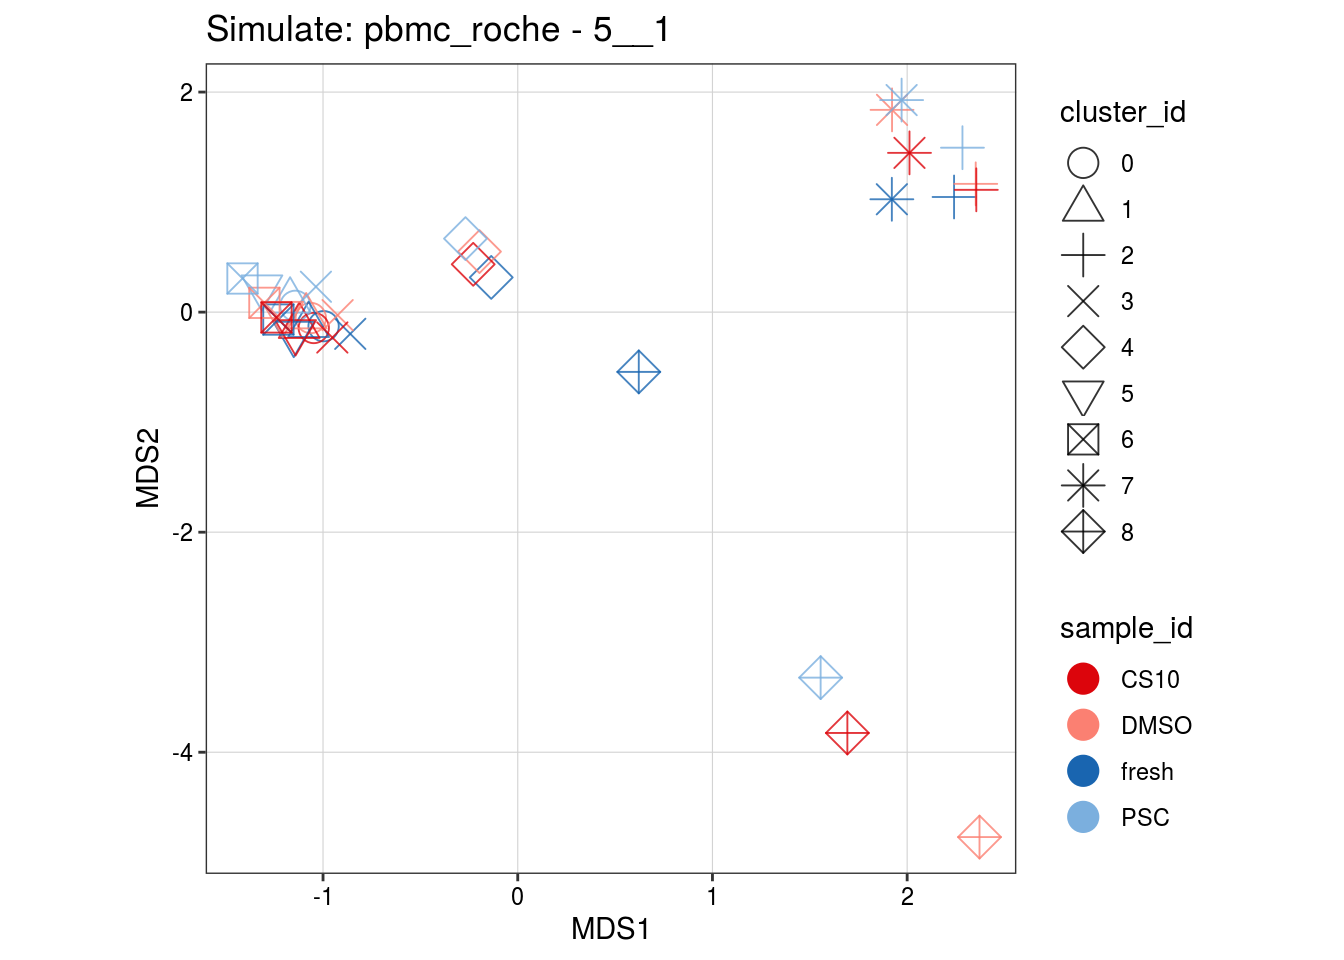 Simulate: pbmc_roche - 5__1
2
0
-2
-4
MDS2
-1
0
1
2
MDS1
cluster_id
0
1
2
3
4
5
6
7
8
sample_id
CS10
DMSO
fresh
PSC